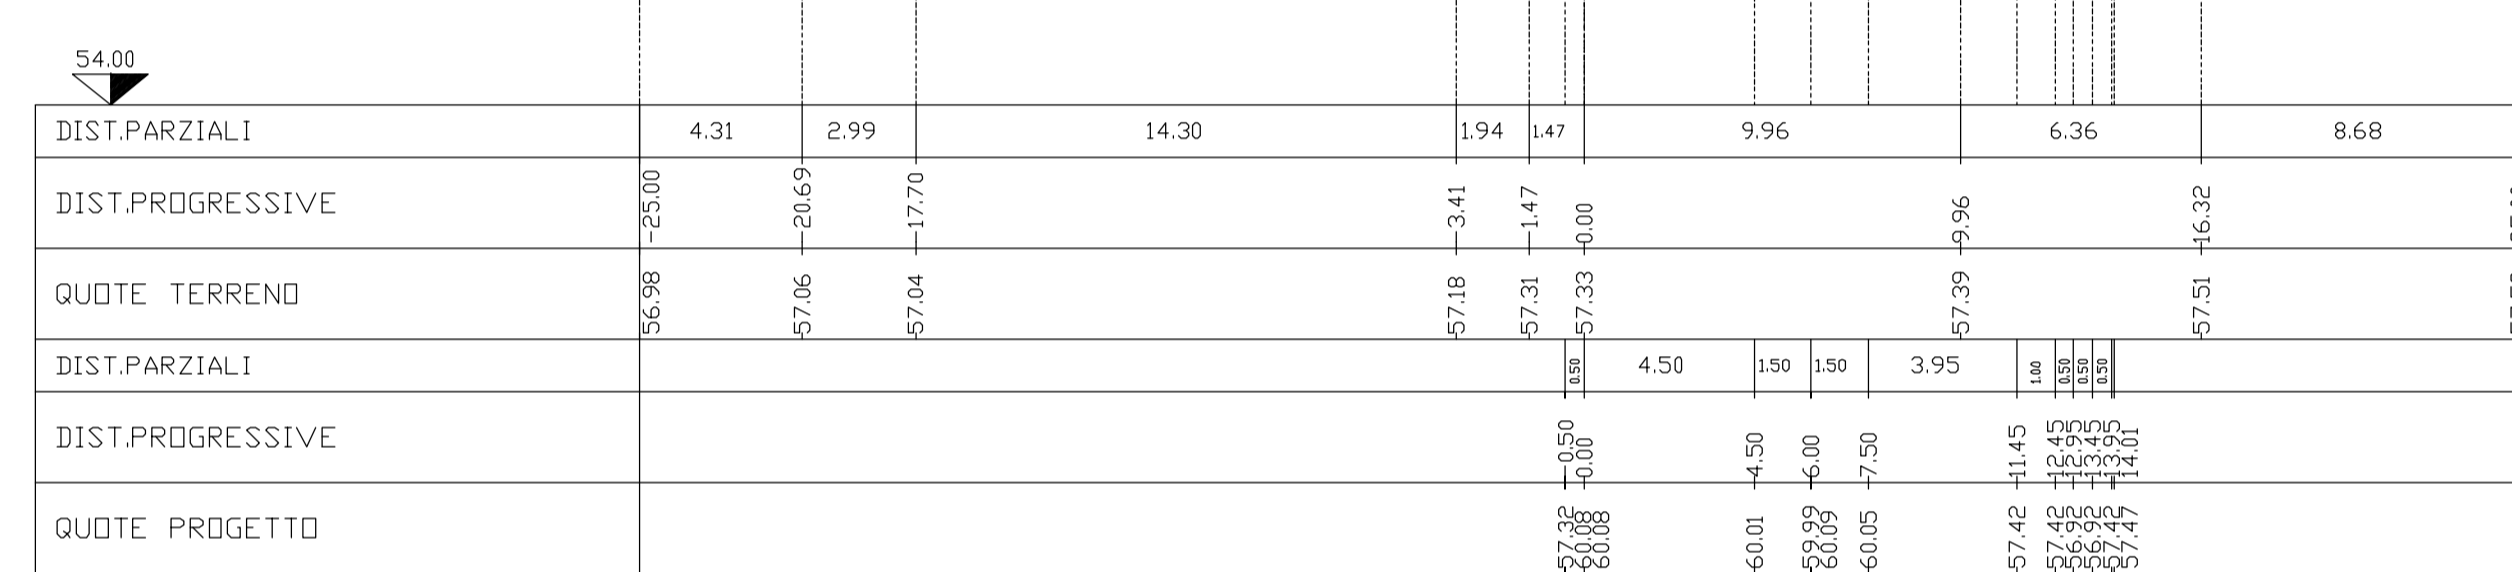 54.00
DIST.PARZIALI 4.31 2.99 14.30 1.94 1.47 9.96 6.36 8.68
DIST.PROGRESSIVE -25.00 -20.69 -17.70 -3.41 -1.47 0.00 9.96 16.32
QUOTE TERRENO 56.98 57.06 57.04 57.18 57.31 57.33 57.39 57.51
DIST.PARZIALI 0.50 4.50 1.50 1.50 3.95 1.00 0.50 0.50 0.50
DIST.PROGRESSIVE -0.50 0.00 4.50 6.00 7.50 11.45 12.45 12.95 13.45 13.95 14.01
QUOTE PROGETTO 57.32 60.08 60.08 60.01 59.99 60.09 60.05 57.42 57.42 56.92 56.92 57.42 57.47